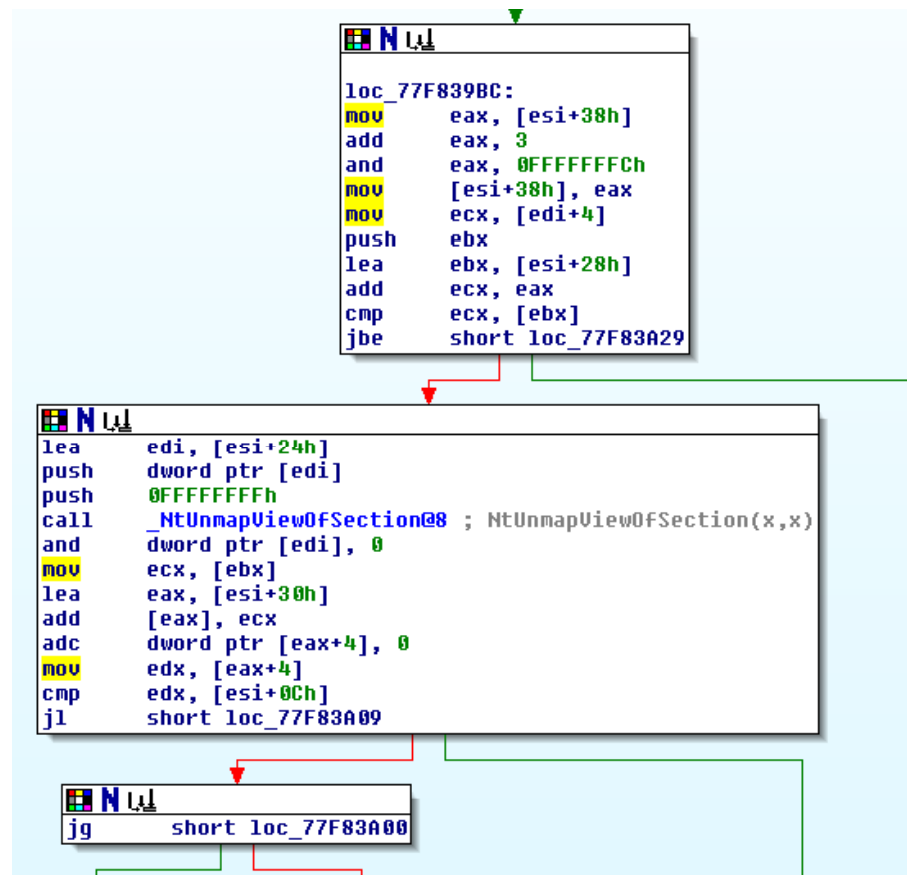 loc_77F839BC:
mov eax, [esi+38h]
add eax, 3
and eax, 0FFFFFFFCh
mov [esi+38h], eax
mov ecx, [edi+4]
push ebx
lea ebx, [esi+28h]
add ecx, eax
cmp ecx, [ebx]
jbe short loc_77F83A29
lea edi, [esi+24h]
push dword ptr [edi]
push 0FFFFFFFFh
call _NtUnmapViewOfSection@8 ; NtUnmapViewOfSection(x,x)
and dword ptr [edi], 0
mov ecx, [ebx]
lea eax, [esi+30h]
add [eax], ecx
adc dword ptr [eax+4], 0
mov edx, [eax+4]
cmp edx, [esi+0Ch]
jl short loc_77F83A09
jg short loc_77F83A00